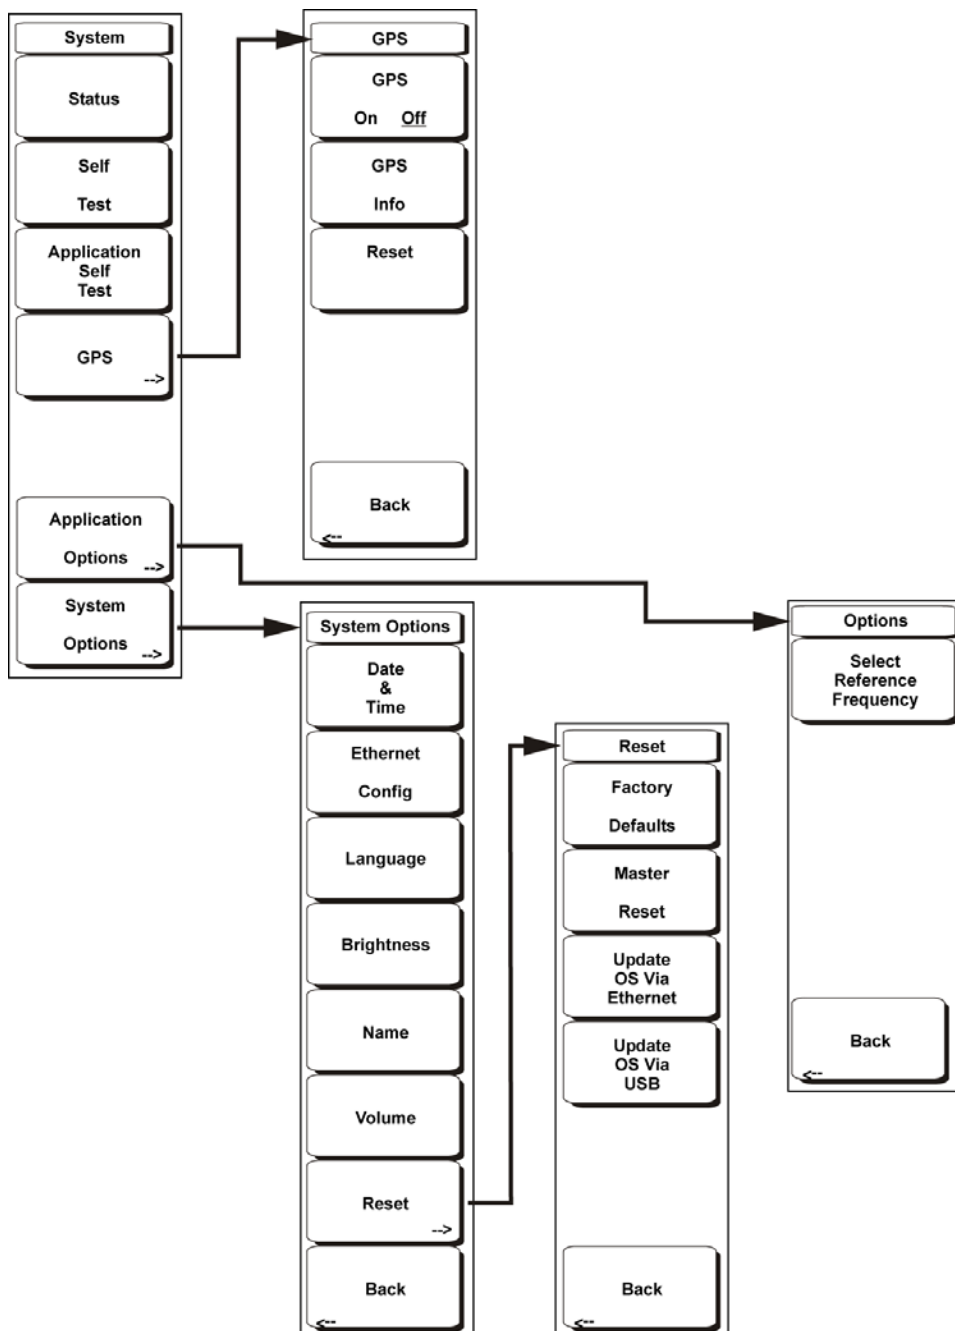 System
Status
Self
Test
Application
Self
Test
GPS
-->
Application
Options -->
System
Options -->
GPS
GPS
On Off
GPS
Info
Reset
Back
<--
System Options
Date
&
Time
Ethernet
Config
Language
Brightness
Name
Volume
Reset
-->
Back
<--
Reset
Factory
Defaults
Master
Reset
Update
OS Via
Ethernet
Update
OS Via
USB
Back
<--
Options
Select
Reference
Frequency
Back
<--